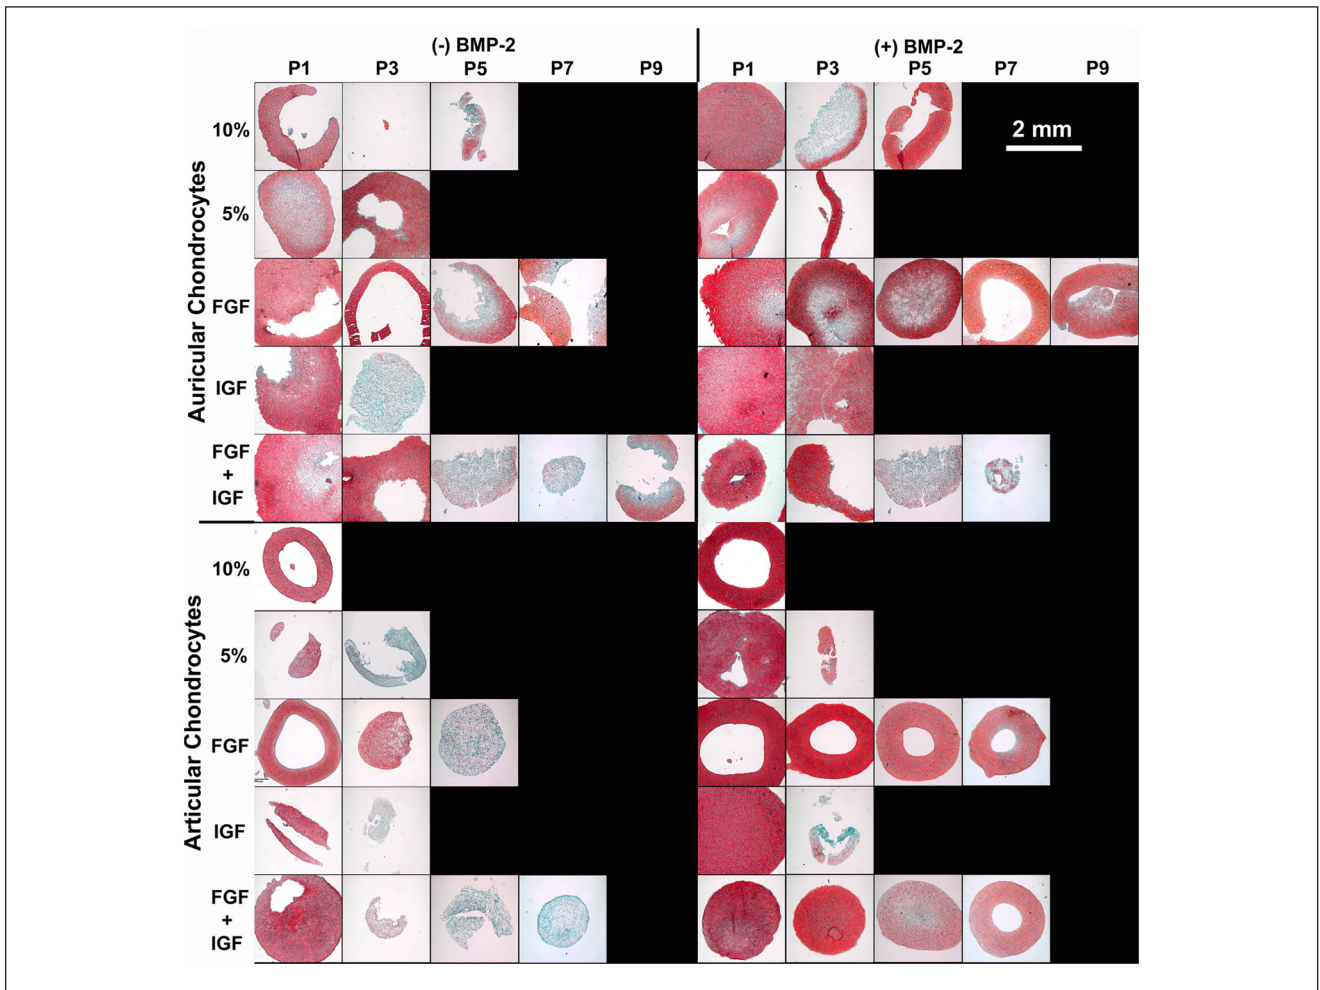 (-) BMP-2
(+) BMP-2
P1 P3 P5 P7 P9
P1 P3 P5 P7 P9
2 mm
Auricular Chondrocytes
10%
5%
FGF
IGF
FGF
+
IGF
Articular Chondrocytes
10%
5%
FGF
IGF
FGF
+
IGF